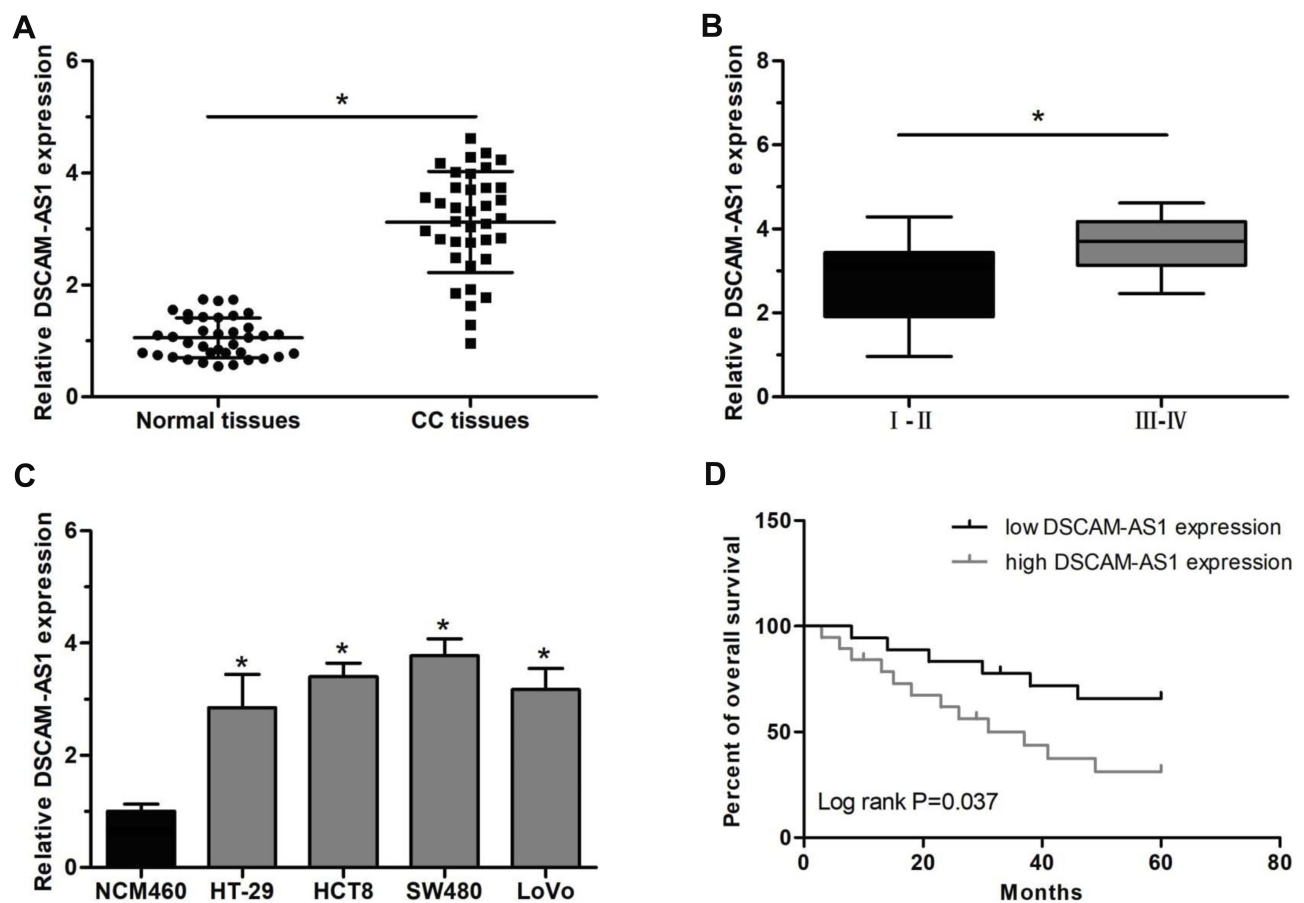 A
Relative DSCAM-AS1 expression
6
4
2
0
*
Normal tissues
CC tissues
B
Relative DSCAM-AS1 expression
8
6
4
2
0
*
Ⅰ-Ⅱ
Ⅲ-Ⅳ
C
Relative DSCAM-AS1 expression
6
4
2
0
*
*
*
*
NCM460
HT-29
HCT8
SW480
LoVo
D
Percent of overall survival
150
100
50
0
low DSCAM-AS1 expression
high DSCAM-AS1 expression
Log rank P=0.037
0
20
40
60
80
Months